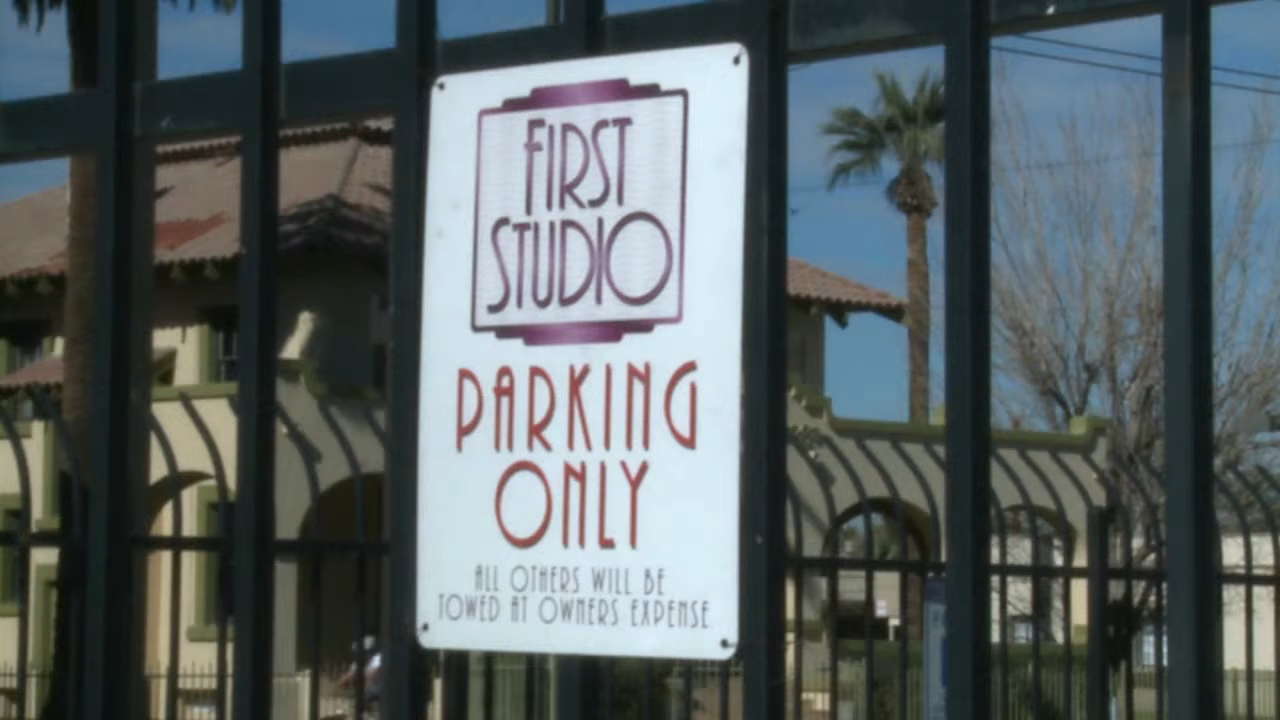 FIRST
STUDIO
PARKING
ONLY
ALL OTHERS WILL BE
TOWED AT OWNERS EXPENSE